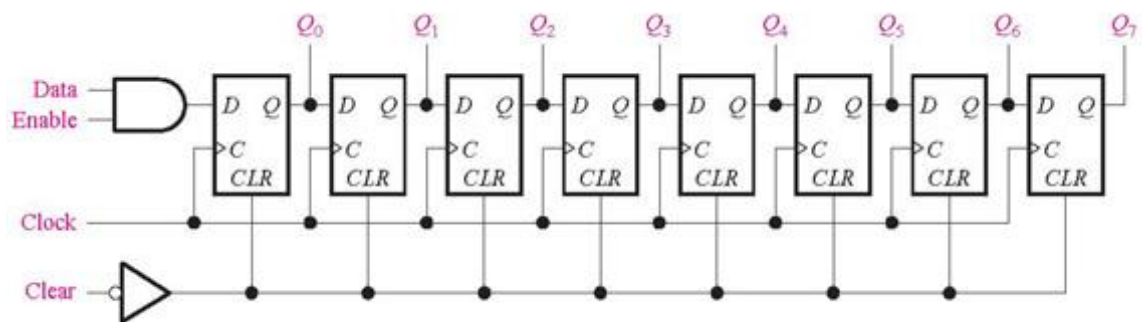 Q0 Q1 Q2 Q3 Q4 Q5 Q6 Q7
Data
Enable
D Q D Q D Q D Q D Q D Q D Q D Q
C C C C C C C C
CLR CLR CLR CLR CLR CLR CLR CLR
Clock
Clear